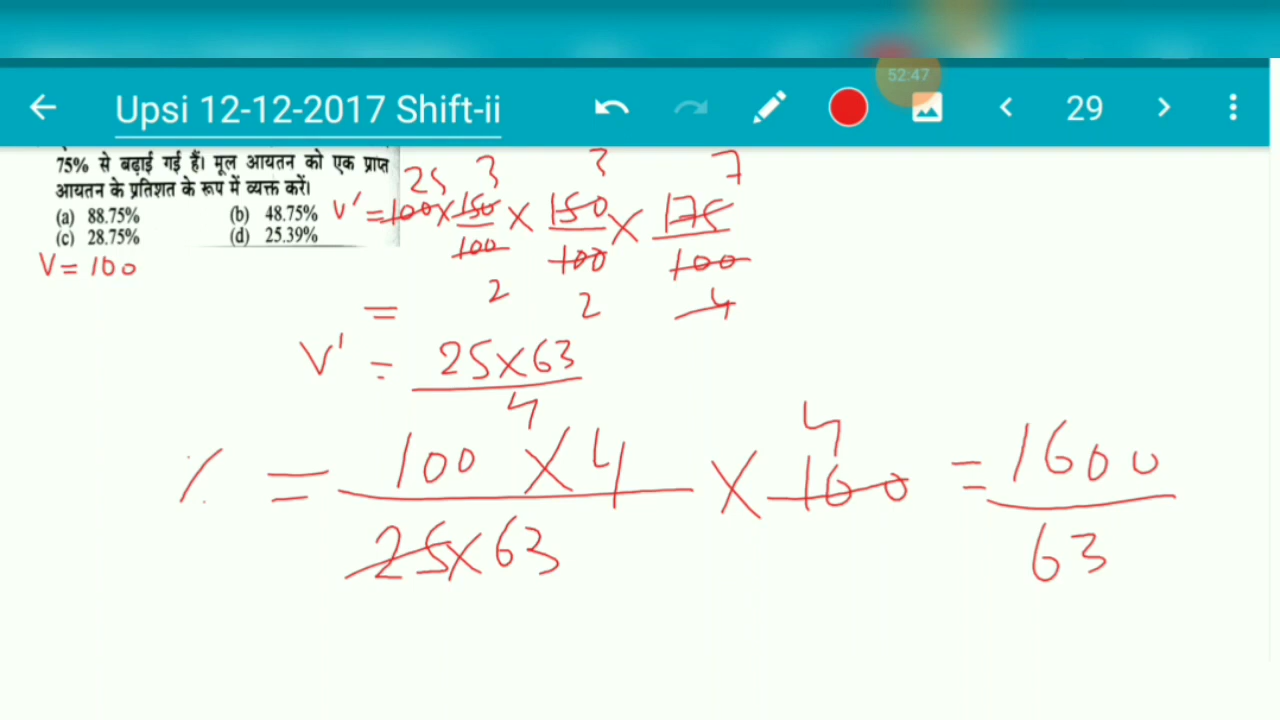 52:47
Upsi 12-12-2017 Shift-ii
29
75% से बढ़ाई गई हैं। मूल आयतन को एक प्राप्त
आयतन के प्रतिशत के रूप में व्यक्त करें।
(a) 88.75% (b) 48.75%
(c) 28.75% (d) 25.39%
V = 100
25 3 3 7
V' = 100 × 150/100 × 150/100 × 175/100
2 2 4
=
V' = 25×63/4
% = 100 × 4/25×63 × 100 = 1600/63
4